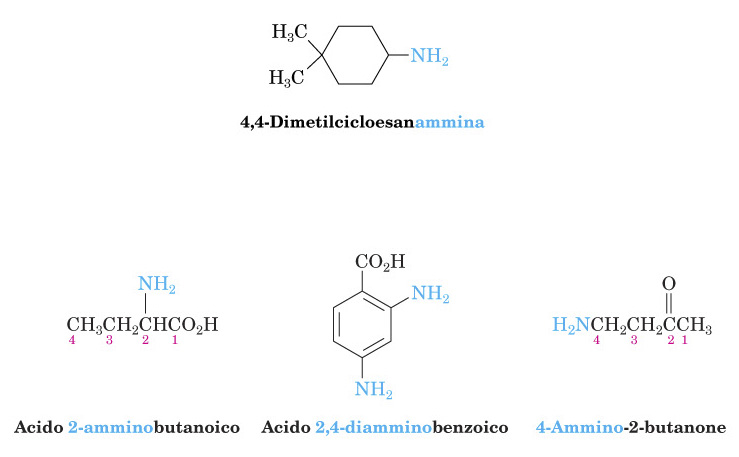 H₃C
H₃C
NH₂
4,4-Dimetilcicloesanammina
NH₂
CH₃CH₂CHCO₂H
4 3 2 1
Acido 2-amminobutanoico
CO₂H
NH₂
NH₂
Acido 2,4-diamminobenzoico
O
H₂NCH₂CH₂CCH₃
4 3 2 1
4-Ammino-2-butanone